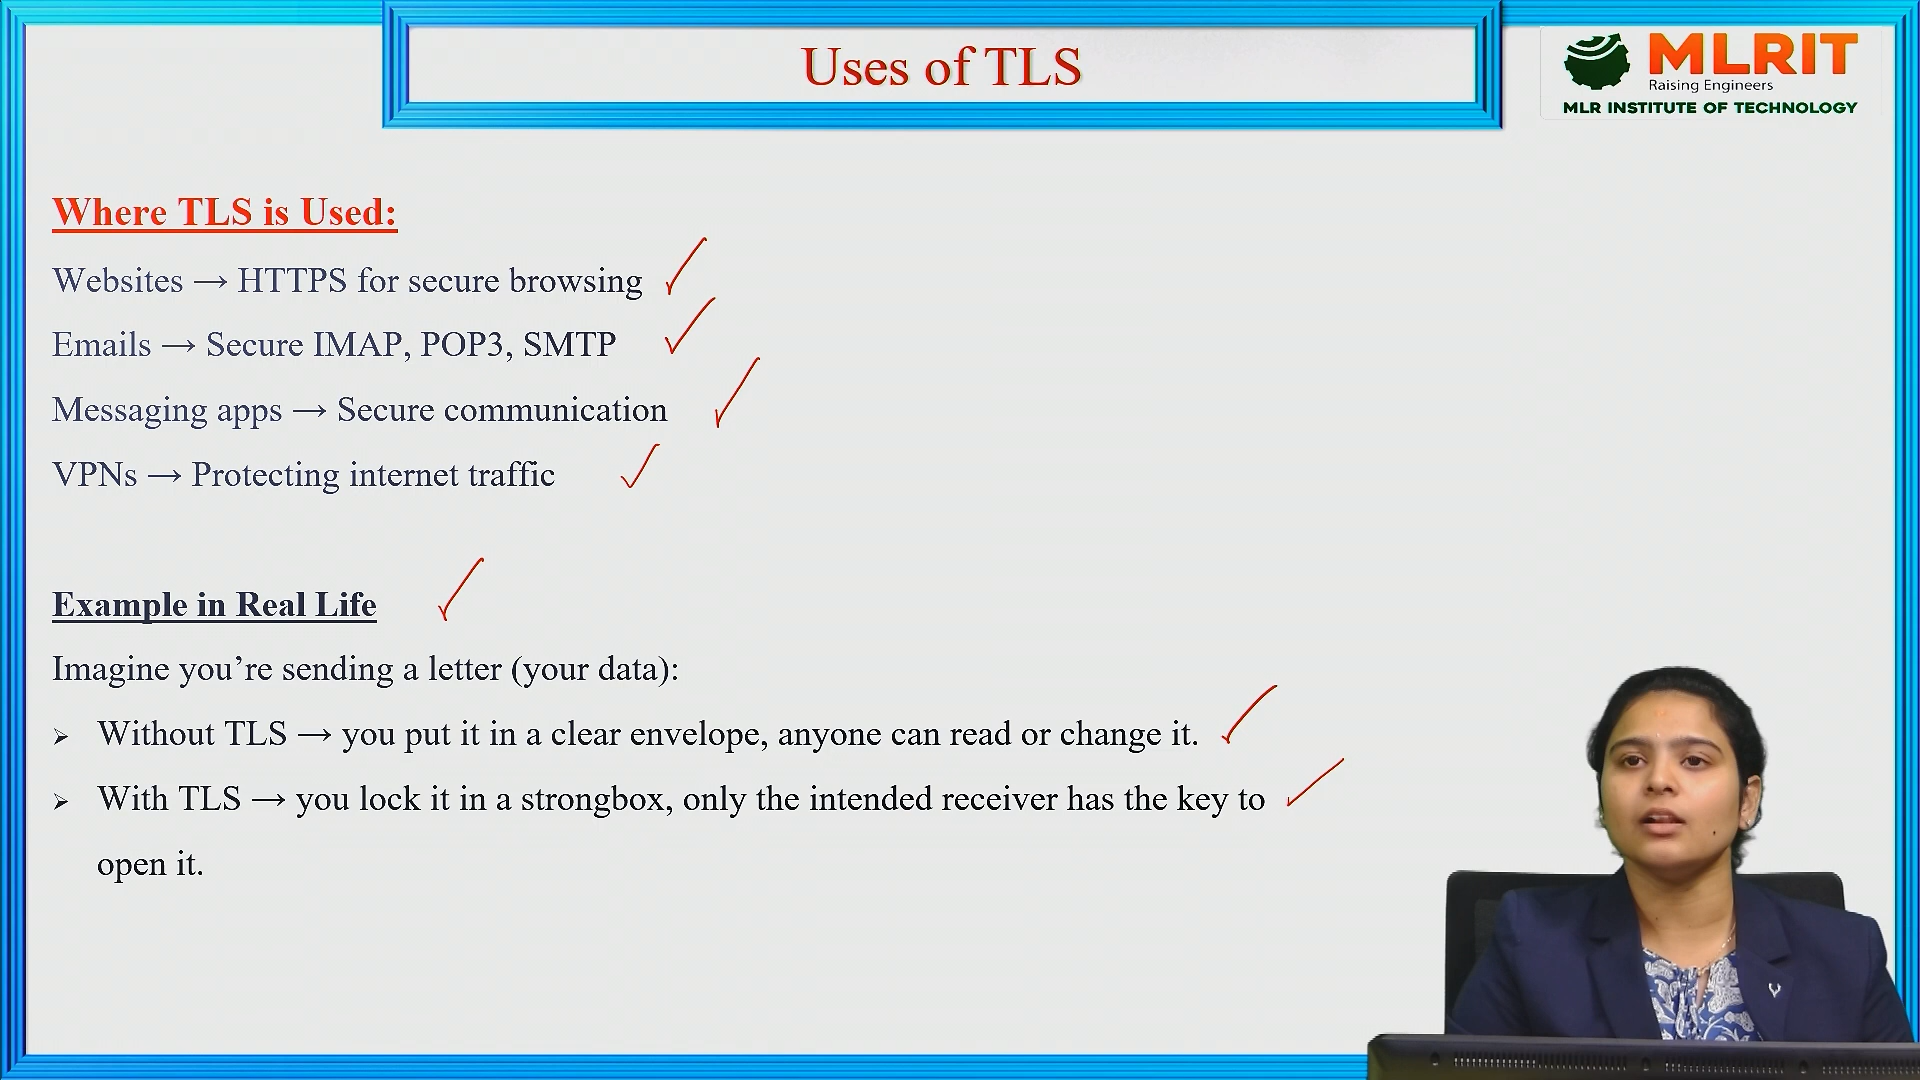 Uses of TLS
MLRIT
Raising Engineers
MLR INSTITUTE OF TECHNOLOGY
Where TLS is Used:
Websites → HTTPS for secure browsing
Emails → Secure IMAP, POP3, SMTP
Messaging apps → Secure communication
VPNs → Protecting internet traffic
Example in Real Life
Imagine you’re sending a letter (your data):
➢ Without TLS → you put it in a clear envelope, anyone can read or change it.
➢ With TLS → you lock it in a strongbox, only the intended receiver has the key to
open it.